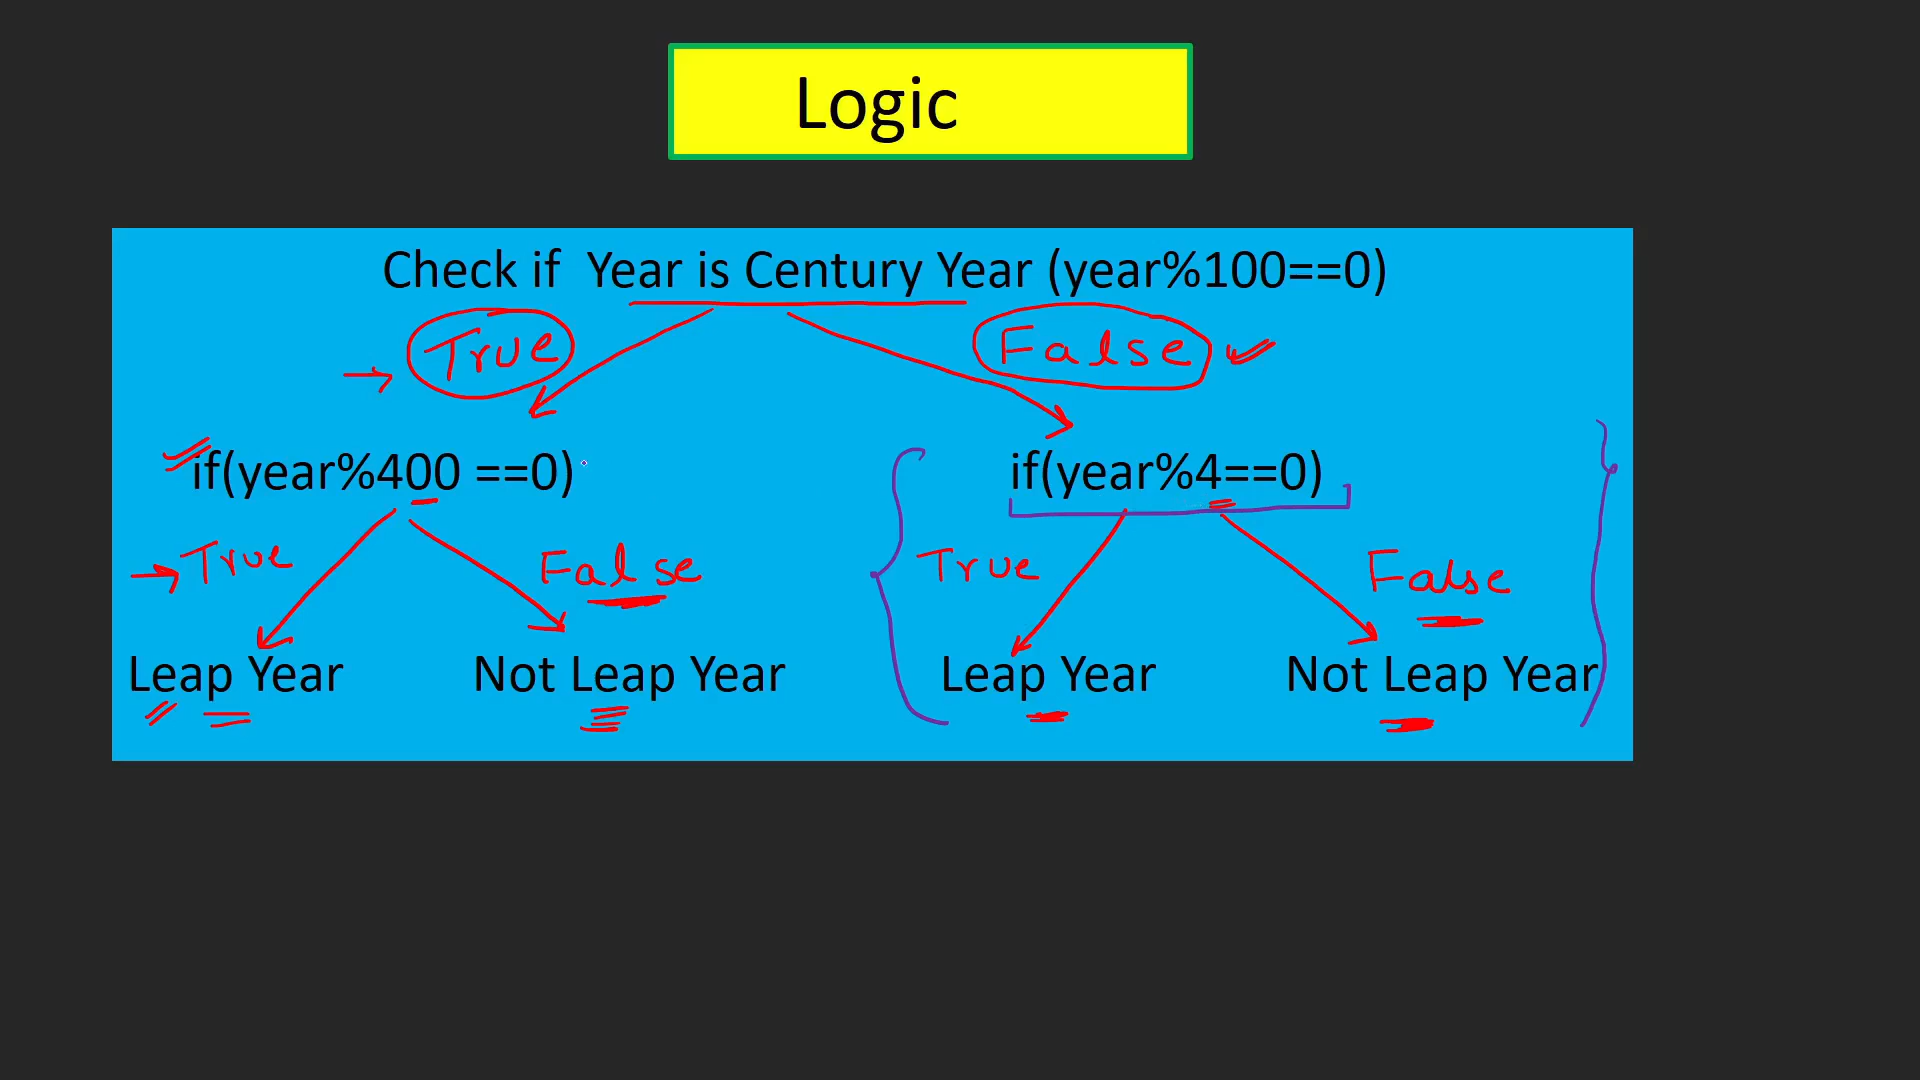 Logic
Check if Year is Century Year (year%100==0)
True False
if(year%400 ==0) if(year%4==0)
True False True False
Leap Year Not Leap Year Leap Year Not Leap Year